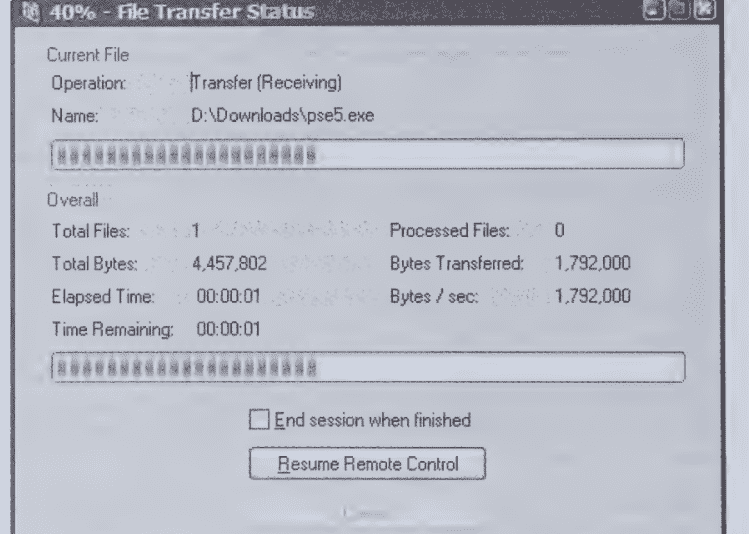 40% - File Transfer Status
Current File
Operation: Transfer (Receiving)
Name: D:\Downloads\pse5.exe
Overall
Total Files: 1 Processed Files: 0
Total Bytes: 4,457,802 Bytes Transferred: 1,792,000
Elapsed Time: 00:00:01 Bytes / sec: 1,792,000
Time Remaining: 00:00:01
End session when finished
Resume Remote Control